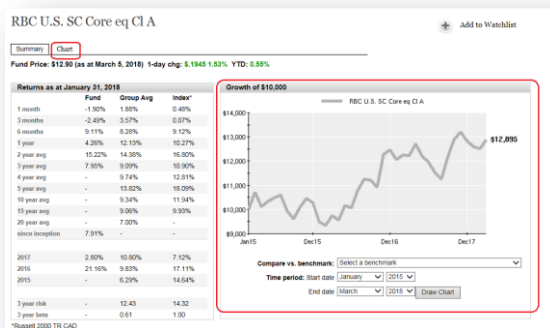 RBC U.S. SC Core eq Cl A
Add to Watchlist
Summary Chart
Fund Price: $12.90 (as at March 5, 2018) 1-day chg: $.1945 1.53% YTD: 0.55%
Returns as at January 31, 2018
Fund Group Avg Index*
1 month -1.90% 1.88% 0.48%
3 months -2.49% 3.57% 0.07%
6 months 9.11% 8.28% 9.12%
1 year 4.26% 12.13% 10.27%
2 year avg 15.22% 14.38% 16.80%
3 year avg 7.95% 9.09% 10.90%
4 year avg - 9.74% 12.81%
5 year avg - 13.82% 18.09%
10 year avg - 9.34% 11.94%
15 year avg - 9.06% 9.93%
20 year avg - 7.00% -
since inception 7.91% - -
2017 2.80% 10.80% 7.12%
2016 21.16% 9.83% 17.11%
2015 - 6.29% 14.64%
3 year risk - 12.43 14.32
3 year beta - 0.61 1.00
*Russell 2000 TR CAD
Growth of $10,000
RBC U.S. SC Core eq Cl A
$14,000
$13,000
$12,000
$11,000
$10,000
$9,000
$12,895
Jan15 Dec15 Dec16 Dec17
Compare vs. benchmark: Select a benchmark
Time period: Start date January 2015
End date March 2018 Draw Chart